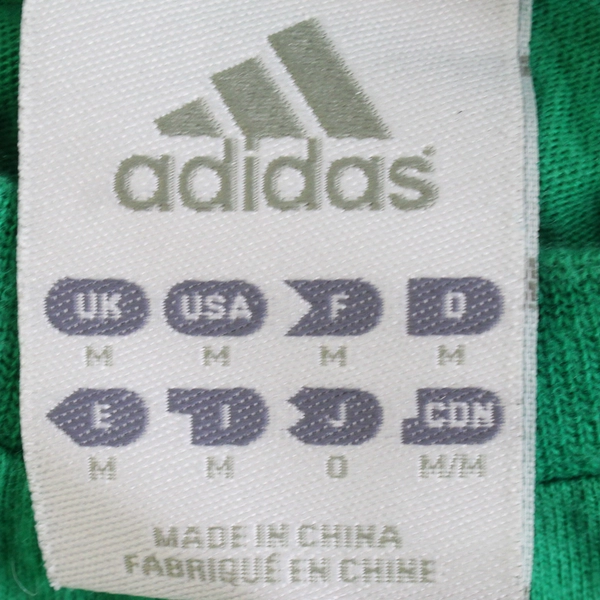 adidas
UK USA F D
M M M M
E I J CDN
M M O M/M
MADE IN CHINA
FABRIQUÉ EN CHINE